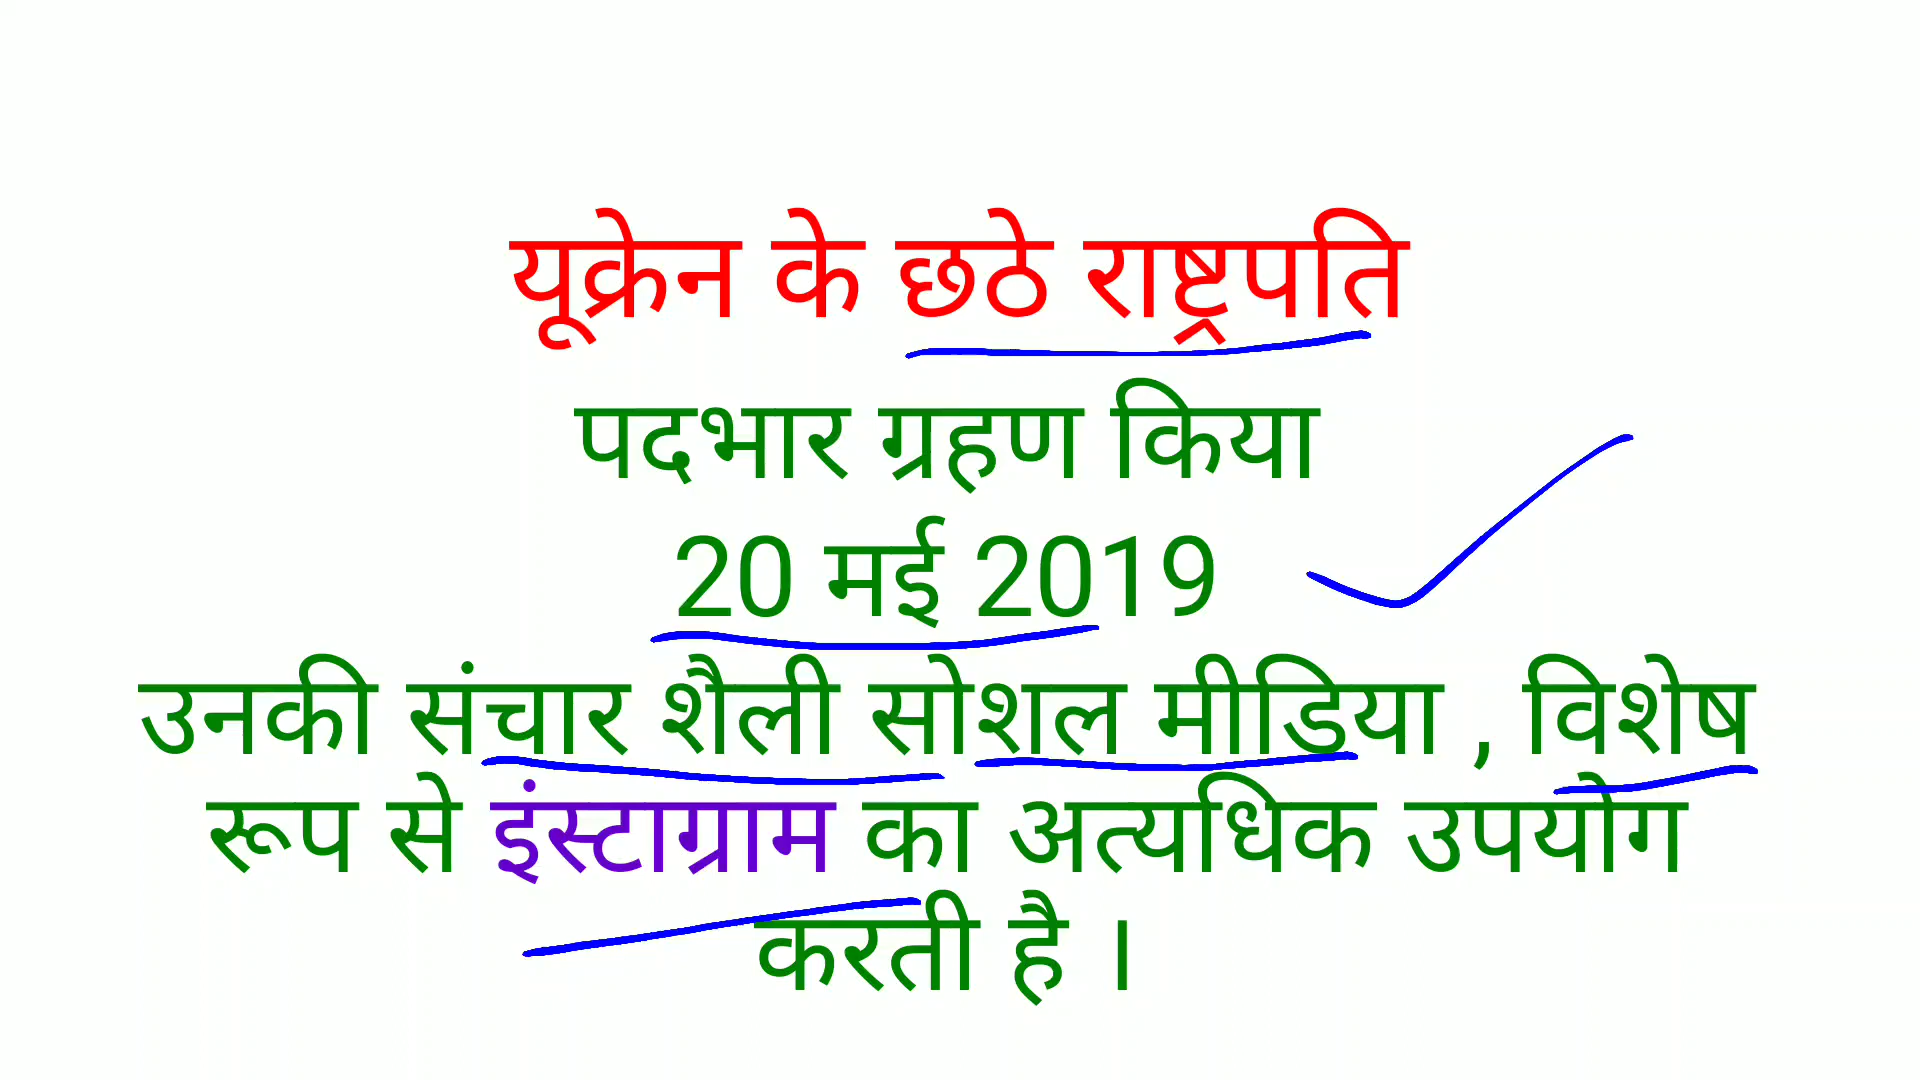 यूक्रेन के छठे राष्ट्रपति
पदभार ग्रहण किया
20 मई 2019
उनकी संचार शैली सोशल मीडिया , विशेष
रूप से इंस्टाग्राम का अत्यधिक उपयोग
करती है ।